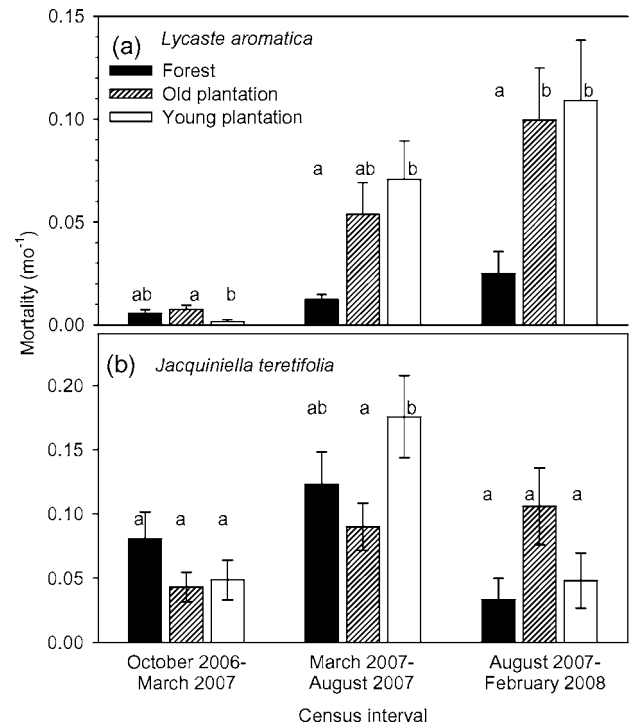 0.15
(a) Lycaste aromatica
Forest
Old plantation
Young plantation
a b b
0.10
a ab b
0.05
ab a b
0.00
Mortality (mo⁻¹)
(b) Jacquiniella teretifolia
0.20
ab a b
0.15
a a a
0.10
a a a
0.05
0.00
October 2006-
March 2007
March 2007-
August 2007
August 2007-
February 2008
Census interval